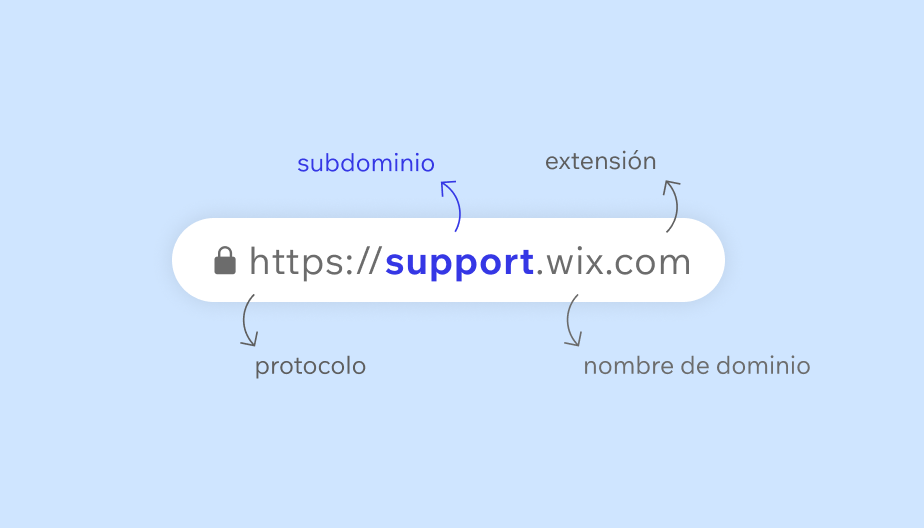 subdominio
extensión
https://support.wix.com
protocolo
nombre de dominio